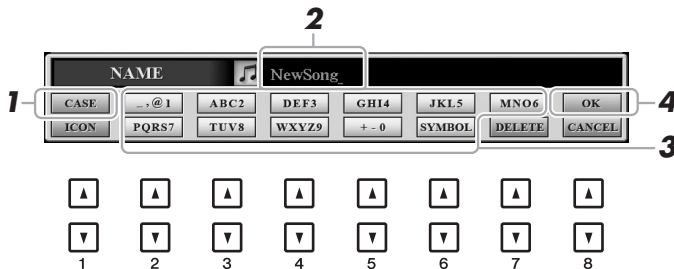 2
NAME NewSong_
1 CASE _,@1 ABC2 DEF3 GHI4 JKL5 MNO6 OK 4
ICON PQRS7 TUV8 WXYZ9 + - 0 SYMBOL DELETE CANCEL
3
1 2 3 4 5 6 7 8